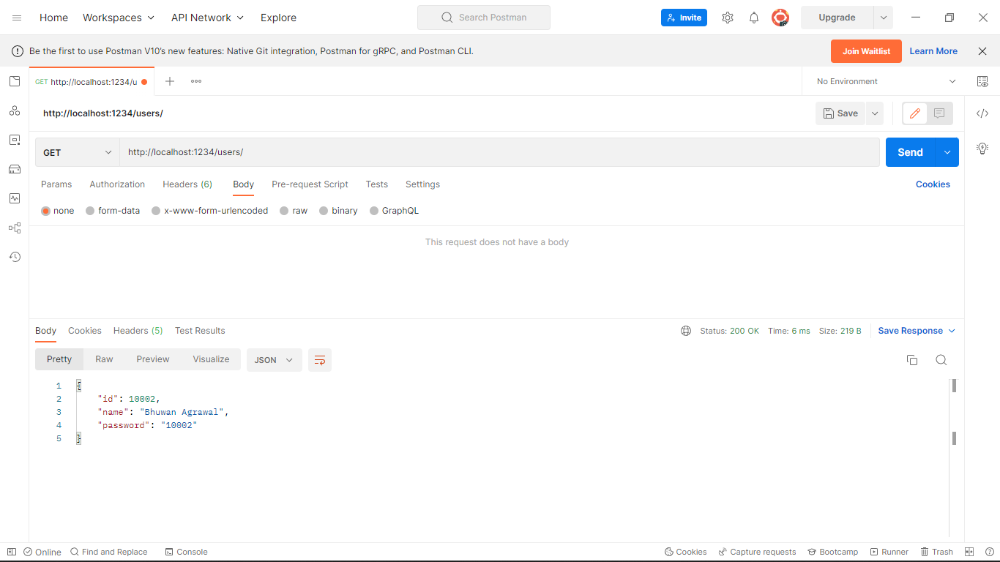 Home Workspaces API Network Explore Search Postman Invite Upgrade
Be the first to use Postman V10's new features: Native Git integration, Postman for gRPC, and Postman CLI. Join Waitlist Learn More
GET http://localhost:1234/u No Environment
http://localhost:1234/users/ Save
GET http://localhost:1234/users/ Send
Params Authorization Headers (6) Body Pre-request Script Tests Settings Cookies
none form-data x-www-form-urlencoded raw binary GraphQL
This request does not have a body
Body Cookies Headers (5) Test Results Status: 200 OK Time: 6 ms Size: 219 B Save Response
Pretty Raw Preview Visualize JSON
1 {
2 "id": 10002,
3 "name": "Bhuwan Agrawal",
4 "password": "10002"
5 }
Online Find and Replace Console Cookies Capture requests Bootcamp Runner Trash